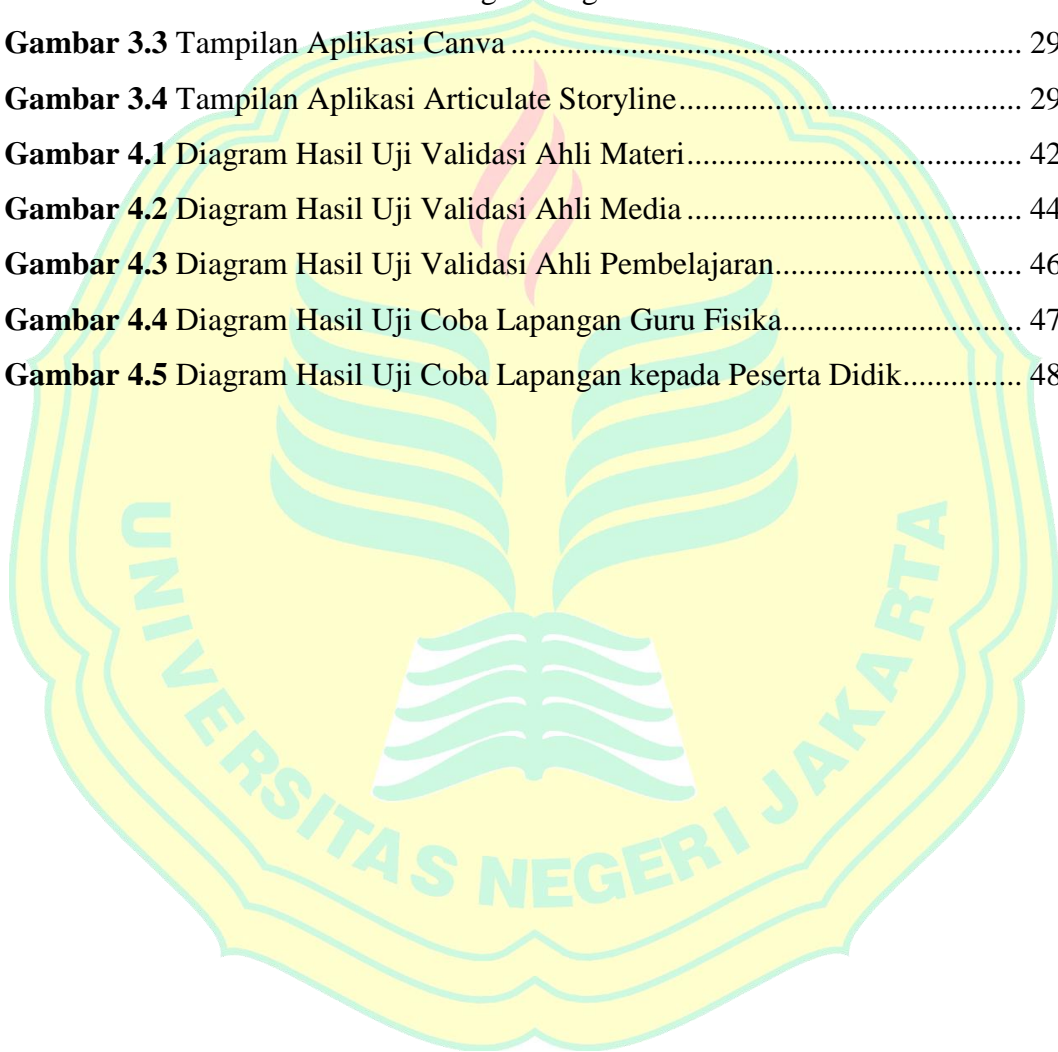 Gambar 3.3 Tampilan Aplikasi Canva ........................................................................ 29
Gambar 3.4 Tampilan Aplikasi Articulate Storyline................................................ 29
Gambar 4.1 Diagram Hasil Uji Validasi Ahli Materi............................................... 42
Gambar 4.2 Diagram Hasil Uji Validasi Ahli Media ............................................... 44
Gambar 4.3 Diagram Hasil Uji Validasi Ahli Pembelajaran................................... 46
Gambar 4.4 Diagram Hasil Uji Coba Lapangan Guru Fisika.................................. 47
Gambar 4.5 Diagram Hasil Uji Coba Lapangan kepada Peserta Didik.............. 48
UNIVERSITAS NEGERI JAKARTA